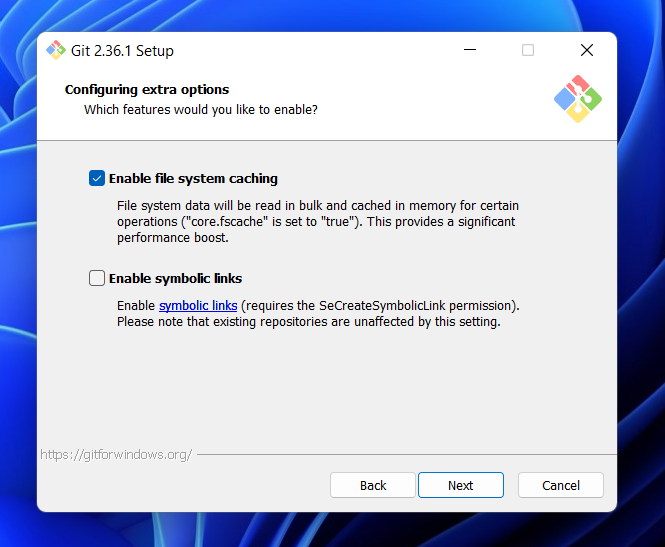 Git 2.36.1 Setup
Configuring extra options
Which features would you like to enable?
Enable file system caching
File system data will be read in bulk and cached in memory for certain
operations ("core.fscache" is set to "true"). This provides a significant
performance boost.
Enable symbolic links
Enable symbolic links (requires the SeCreateSymbolicLink permission).
Please note that existing repositories are unaffected by this setting.
https://gitforwindows.org/
Back Next Cancel